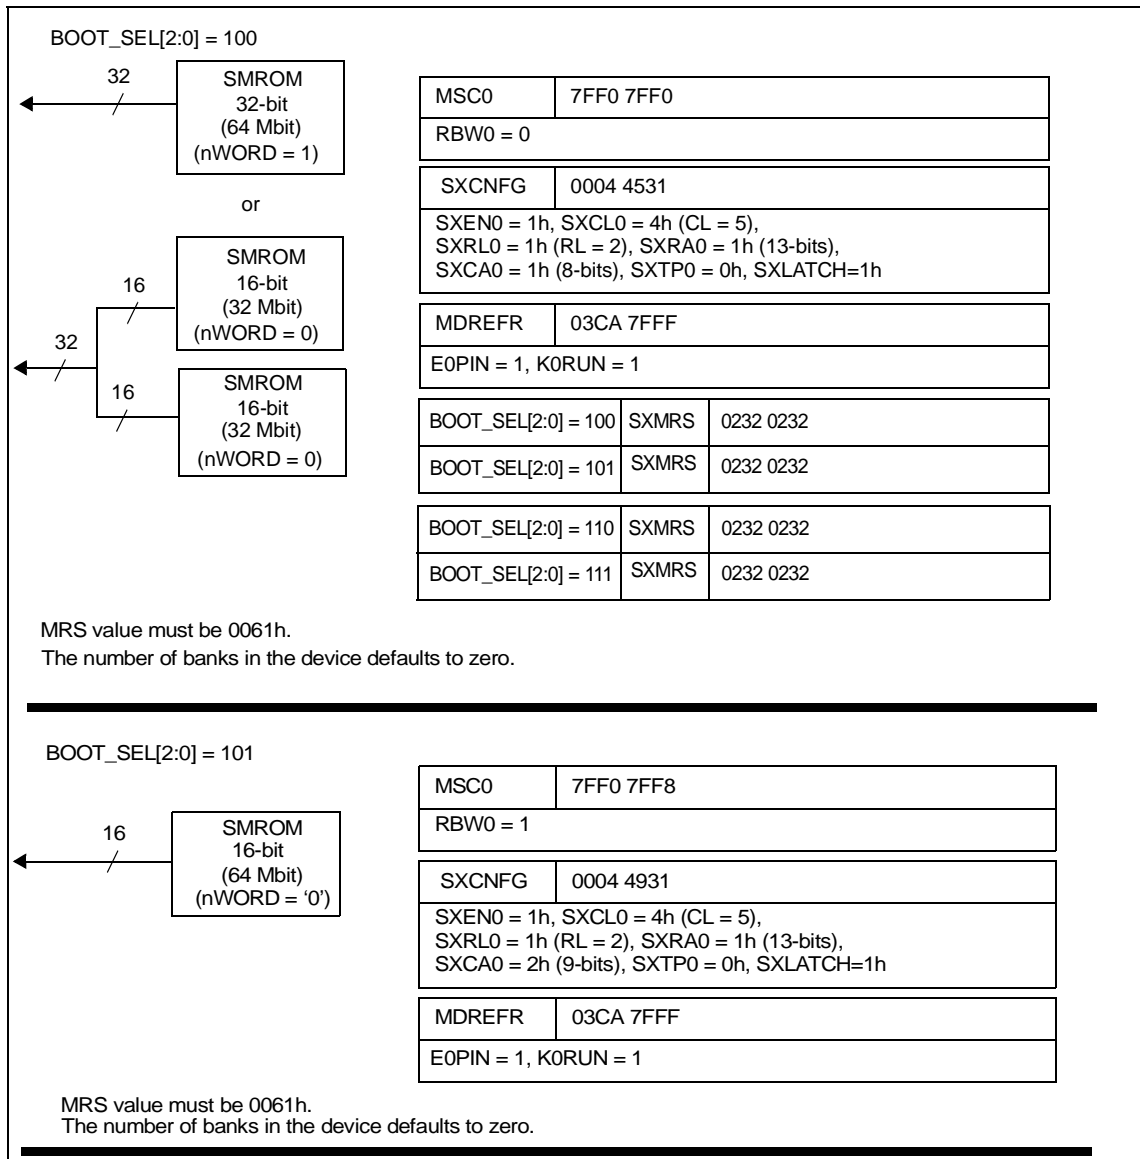 BOOT_SEL[2:0] = 100
32
SMROM
32-bit
(64 Mbit)
(nWORD = 1)
or
16
SMROM
16-bit
(32 Mbit)
(nWORD = 0)
32
16
SMROM
16-bit
(32 Mbit)
(nWORD = 0)
MSC0 7FF0 7FF0
RBW0 = 0
SXCNFG 0004 4531
SXEN0 = 1h, SXCL0 = 4h (CL = 5),
SXRL0 = 1h (RL = 2), SXRA0 = 1h (13-bits),
SXCA0 = 1h (8-bits), SXTP0 = 0h, SXLATCH=1h
MDREFR 03CA 7FFF
E0PIN = 1, K0RUN = 1
BOOT_SEL[2:0] = 100 SXMRS 0232 0232
BOOT_SEL[2:0] = 101 SXMRS 0232 0232
BOOT_SEL[2:0] = 110 SXMRS 0232 0232
BOOT_SEL[2:0] = 111 SXMRS 0232 0232
MRS value must be 0061h.
The number of banks in the device defaults to zero.
BOOT_SEL[2:0] = 101
16
SMROM
16-bit
(64 Mbit)
(nWORD = ‘0’)
MSC0 7FF0 7FF8
RBW0 = 1
SXCNFG 0004 4931
SXEN0 = 1h, SXCL0 = 4h (CL = 5),
SXRL0 = 1h (RL = 2), SXRA0 = 1h (13-bits),
SXCA0 = 2h (9-bits), SXTP0 = 0h, SXLATCH=1h
MDREFR 03CA 7FFF
E0PIN = 1, K0RUN = 1
MRS value must be 0061h.
The number of banks in the device defaults to zero.